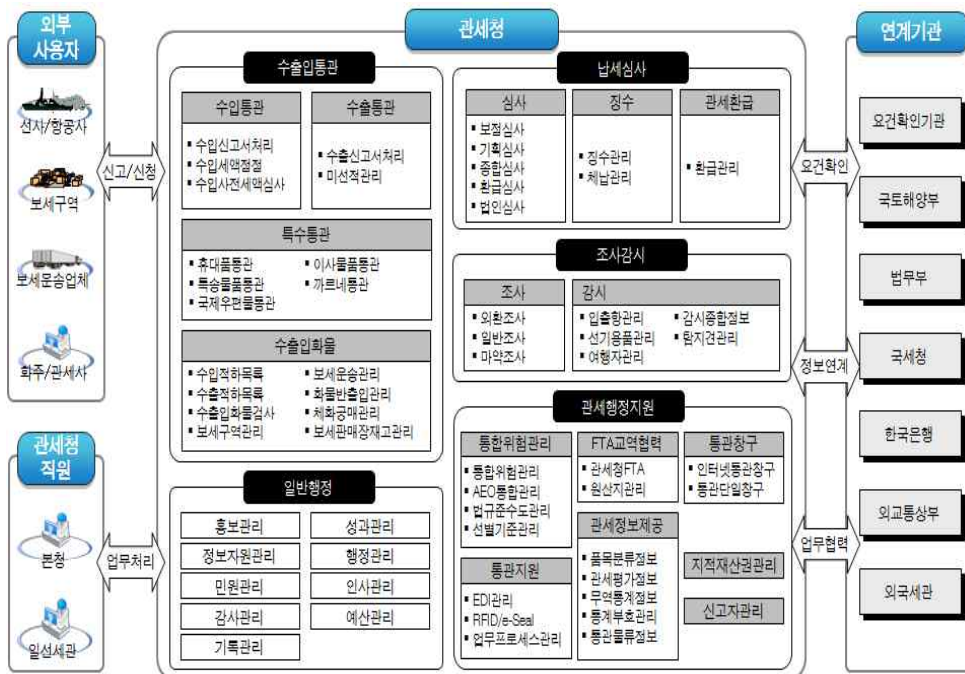 외부
사용자
선사/항공사
보세구역
보세운송업체
화주/관세사
신고/신청
관세청
직원
본청
일선세관
업무처리
관세청
수출입통관
수입통관
수입신고서처리
수입세액정정
수입사전세액심사
수출통관
수출신고서처리
미선적관리
특수통관
휴대품통관
특송물품통관
국제우편물통관
이사물품통관
까르네통관
수출입화물
수입적하목록
수출적하목록
수출입화물검사
보세구역관리
보세운송관리
화물반출입관리
체화공매관리
보세판매장재고관리
일반행정
홍보관리
정보자원관리
민원관리
감사관리
기록관리
성과관리
행정관리
인사관리
예산관리
납세심사
심사
보정심사
기획심사
종합심사
환급심사
법인심사
징수
징수관리
체납관리
관세환급
환급관리
조사감시
조사
외환조사
일반조사
마약조사
감시
입출항관리
선기용품관리
여행자관리
감시종합정보
탐지견관리
관세행정지원
통합위험관리
통합위험관리
AEO통합관리
법규준수도관리
선별기준관리
통관지원
EDI관리
RFID/e-Seal
업무프로세스관리
FTA교역협력
관세청FTA
원산지관리
관세정보제공
품목분류정보
관세평가정보
무역통계정보
통계부호관리
통관물류정보
통관창구
인터넷통관창구
통관단일창구
지적재산권관리
신고자관리
요건확인
정보연계
업무협력
연계기관
요건확인기관
국토해양부
법무부
국세청
한국은행
외교통상부
외국세관